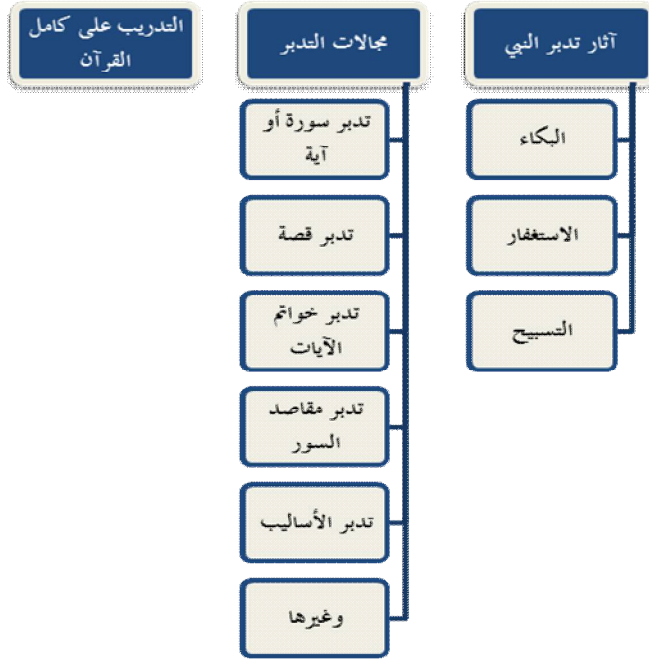 آثار تدبر النبي
البكاء
الاستغفار
التسبيح
مجالات التدبر
تدبر سورة أو
آية
تدبر قصة
تدبر خواتم
الآيات
تدبر مقاصد
السور
تدبر الأساليب
وغيرها
التدريب على كامل
القرآن